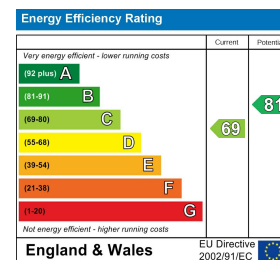 Energy Efficiency Rating
Current Potentia
Very energy efficient - lower running costs
(92 plus) A
(81-91) B
(69-80) C
(55-68) D
(39-54) E
(21-38) F
(1-20) G
69
81
Not energy efficient - higher running costs
England & Wales
EU Directive
2002/91/EC